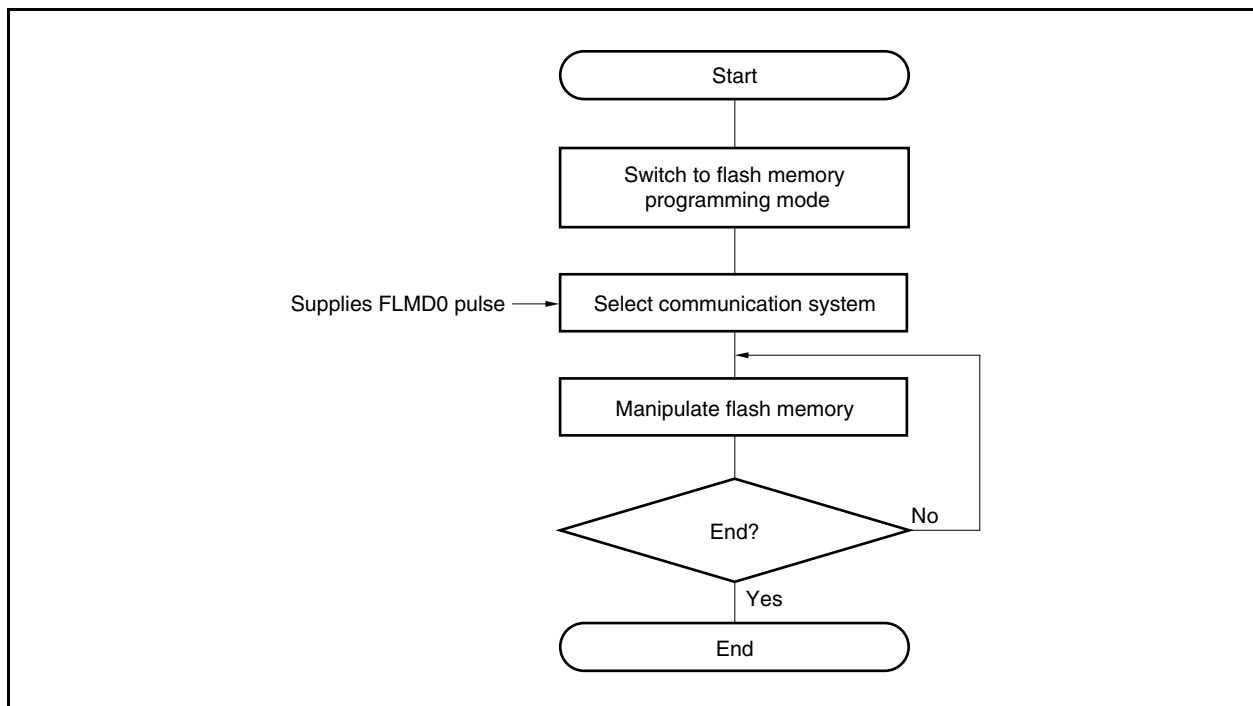 Start
Switch to flash memory
programming mode
Supplies FLMD0 pulse
Select communication system
Manipulate flash memory
End?
No
Yes
End